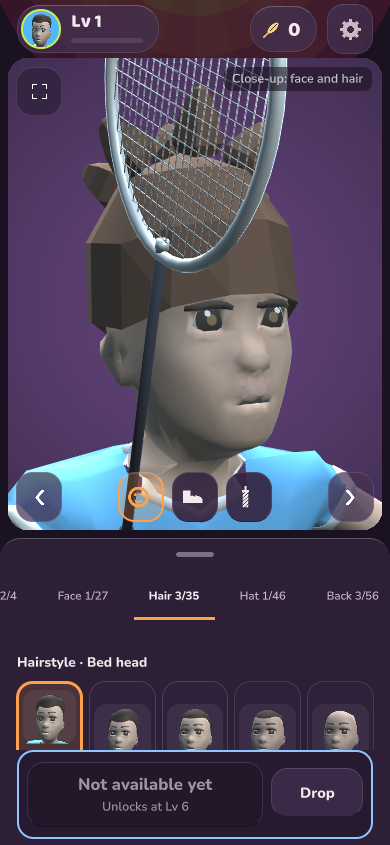 Lv 1
0
Close-up: face and hair
2/4
Face 1/27
Hair 3/35
Hat 1/46
Back 3/56
Hairstyle · Bed head
Not available yet
Unlocks at Lv 6
Drop